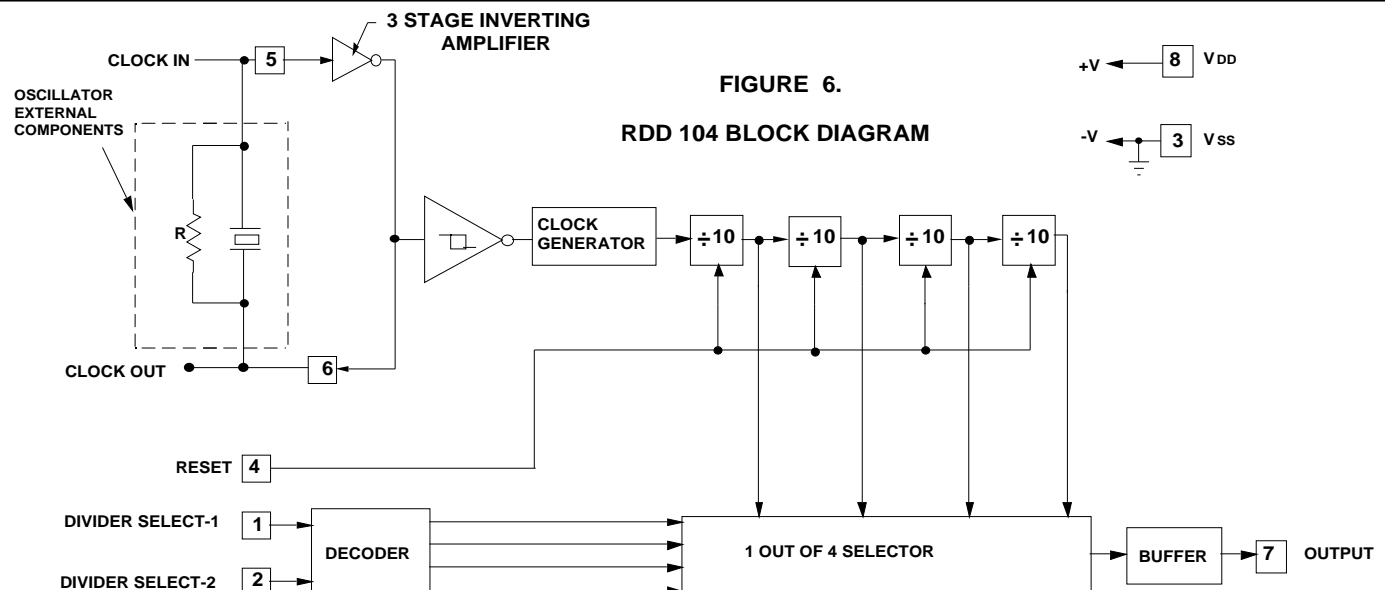 3 STAGE INVERTING
AMPLIFIER
CLOCK IN
5
FIGURE 6.
RDD 104 BLOCK DIAGRAM
+V
8
VDD
-V
3
VSS
OSCILLATOR
EXTERNAL
COMPONENTS
R
CLOCK
GENERATOR
÷10
÷10
÷10
÷10
CLOCK OUT
6
RESET
4
DIVIDER SELECT-1
1
DIVIDER SELECT-2
2
DECODER
1 OUT OF 4 SELECTOR
BUFFER
7
OUTPUT